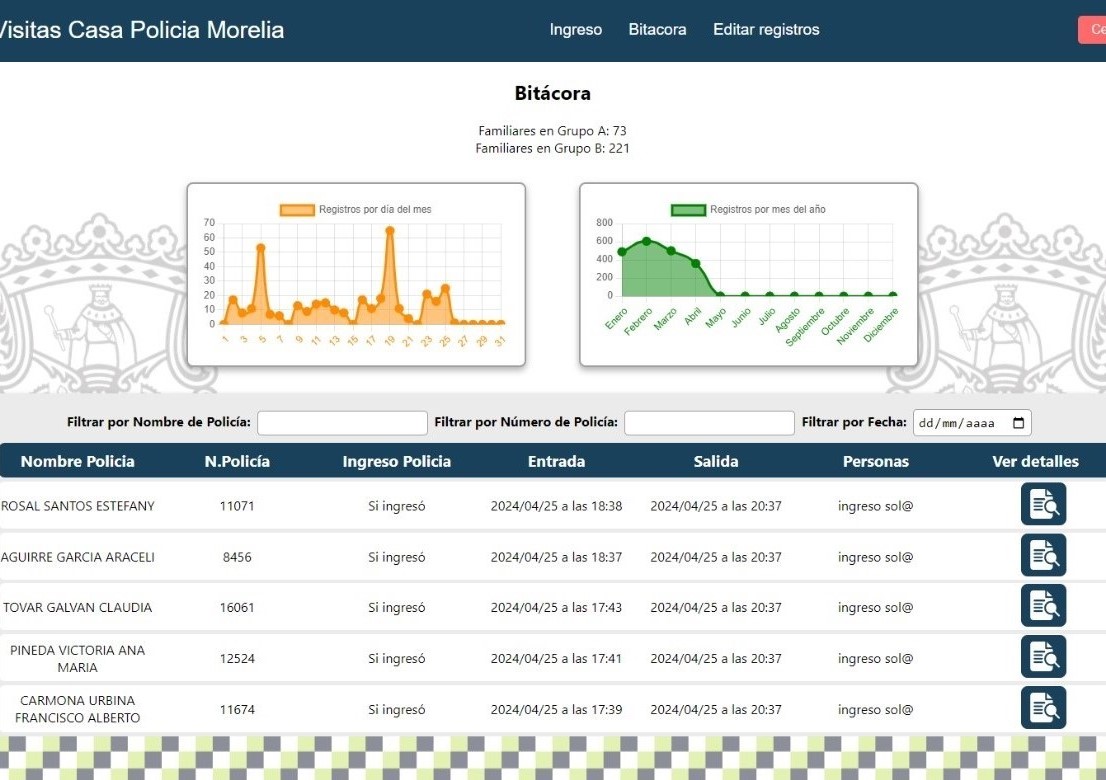 Visitas Casa Policia Morelia
Ingreso Bitacora Editar registros
Bitácora
Familiares en Grupo A: 73
Familiares en Grupo B: 221
Registros por día del mes
70
60
50
40
30
20
10
0
1 3 5 7 9 11 13 15 17 19 21 23 25 27 29 31
Registros por mes del año
800
600
400
200
0
Enero Febrero Marzo Abril Mayo Junio Julio Agosto Septiembre Octubre Noviembre Diciembre
Filtrar por Nombre de Policía: Filtrar por Número de Policía: Filtrar por Fecha: dd/mm/aaaa
Nombre Policia N.Policía Ingreso Policia Entrada Salida Personas Ver detalles
ROSAL SANTOS ESTEFANY 11071 Si ingresó 2024/04/25 a las 18:38 2024/04/25 a las 20:37 ingreso sol@
AGUIRRE GARCIA ARACELI 8456 Si ingresó 2024/04/25 a las 18:37 2024/04/25 a las 20:37 ingreso sol@
TOVAR GALVAN CLAUDIA 16061 Si ingresó 2024/04/25 a las 17:43 2024/04/25 a las 20:37 ingreso sol@
PINEDA VICTORIA ANA
MARIA 12524 Si ingresó 2024/04/25 a las 17:41 2024/04/25 a las 20:37 ingreso sol@
CARMONA URBINA
FRANCISCO ALBERTO 11674 Si ingresó 2024/04/25 a las 17:39 2024/04/25 a las 20:37 ingreso sol@